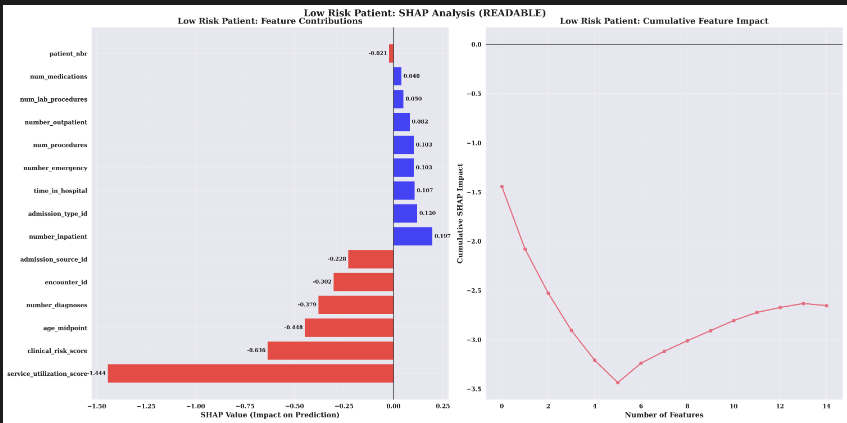 Low Risk Patient: SHAP Analysis (READABLE)
Low Risk Patient: Feature Contributions
patient_nbr
num_medications
num_lab_procedures
number_outpatient
num_procedures
number_emergency
time_in_hospital
admission_type_id
number_inpatient
admission_source_id
encounter_id
number_diagnoses
age_midpoint
clinical_risk_score
service_utilization_score
-0.021
0.040
0.050
0.082
0.103
0.103
0.107
0.120
0.197
-0.228
-0.302
-0.379
-0.448
-0.636
-1.444
−1.50 −1.25 −1.00 −0.75 −0.50 −0.25 0.00 0.25
SHAP Value (Impact on Prediction)
Low Risk Patient: Cumulative Feature Impact
Cumulative SHAP Impact
0.0
−0.5
−1.0
−1.5
−2.0
−2.5
−3.0
−3.5
0 2 4 6 8 10 12 14
Number of Features